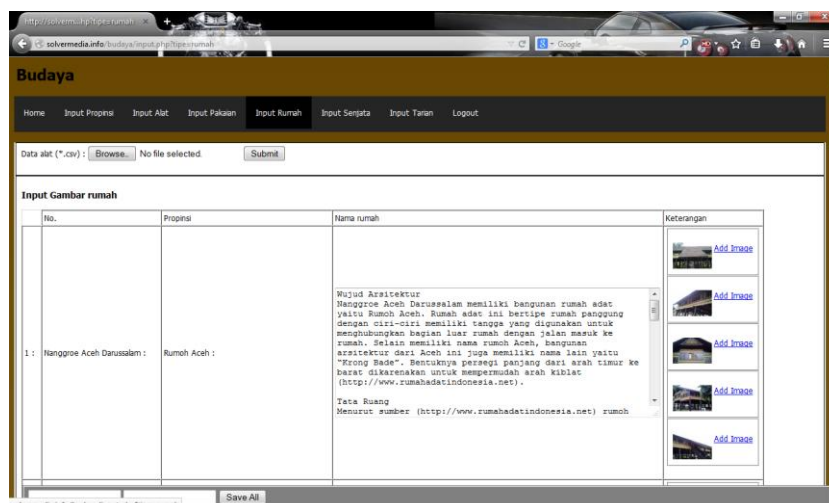 http://solverms...hp?tipe=rumah
solvermedia.info/budaya/input.php?tipe=rumah
Google
Budaya
Home Input Propinsi Input Alat Input Pakaian Input Rumah Input Senjata Input Tarian Logout
Data alat (*.csv) : Browse.. No file selected. Submit
Input Gambar rumah
No. Propinsi Nama rumah Keterangan
Add Image
Add Image
Wujud Arsitektur
Nanggroe Aceh Darussalam memiliki bangunan rumah adat
yaitu Rumoh Aceh. Rumah adat ini bertipe rumah panggung
dengan ciri-ciri memiliki tangga yang digunakan untuk
menghubungkan bagian luar rumah dengan jalan masuk ke
rumah. Selain memiliki nama rumoh Aceh, bangunan
arsitektur dari Aceh ini juga memiliki nama lain yaitu
"Krong Bade". Bentuknya persegi panjang dari arah timur ke
barat dikarenakan untuk mempermudah arah kiblat
(http://www.rumahadatindonesia.net).
Tata Ruang
Menurut sumber (http://www.rumahadatindonesia.net) rumoh
1 : Nanggroe Aceh Darussalam : Rumoh Aceh :
Add Image
Add Image
Add Image
Save All